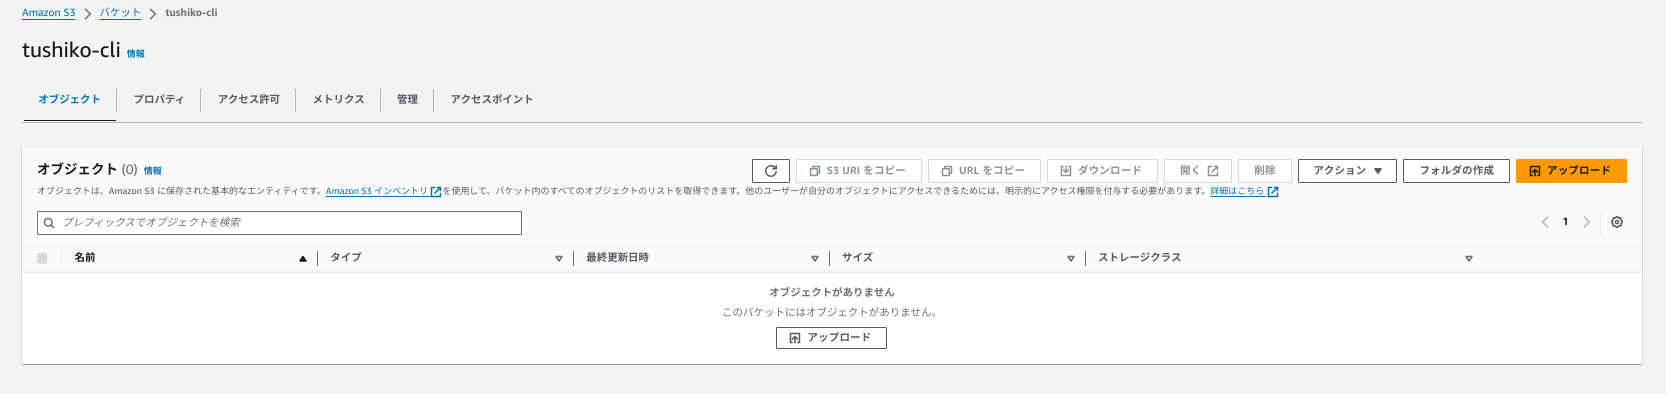 Amazon S3 > バケット > tushiko-cli
tushiko-cli 情報
オブジェクト プロパティ アクセス許可 メトリクス 管理 アクセスポイント
オブジェクト (0) 情報
S3 URI をコピー URL をコピー ダウンロード 開く 削除 アクション フォルダの作成 アップロード
オブジェクトは、Amazon S3 に保存された基本的なエンティティです。Amazon S3 インベントリ を使用して、バケット内のすべてのオブジェクトのリストを取得できます。他のユーザーが自分のオブジェクトにアクセスできるためには、明示的にアクセス権限を付与する必要があります。詳細はこちら
プレフィックスでオブジェクトを検索
1
名前 タイプ 最終更新日時 サイズ ストレージクラス
オブジェクトがありません
このバケットにはオブジェクトがありません。
アップロード